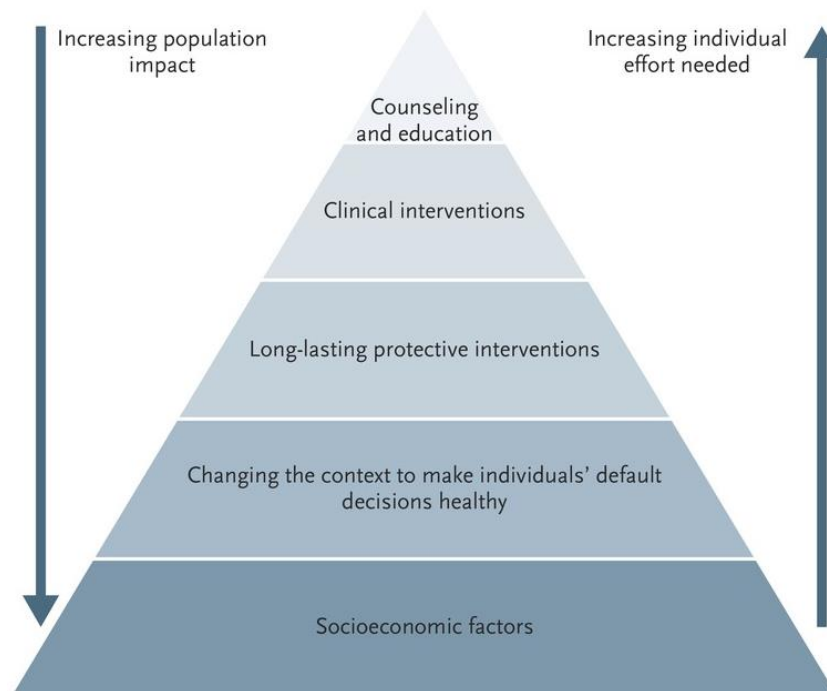 Increasing population
impact
Increasing individual
effort needed
Counseling
and education
Clinical interventions
Long-lasting protective interventions
Changing the context to make individuals’ default
decisions healthy
Socioeconomic factors